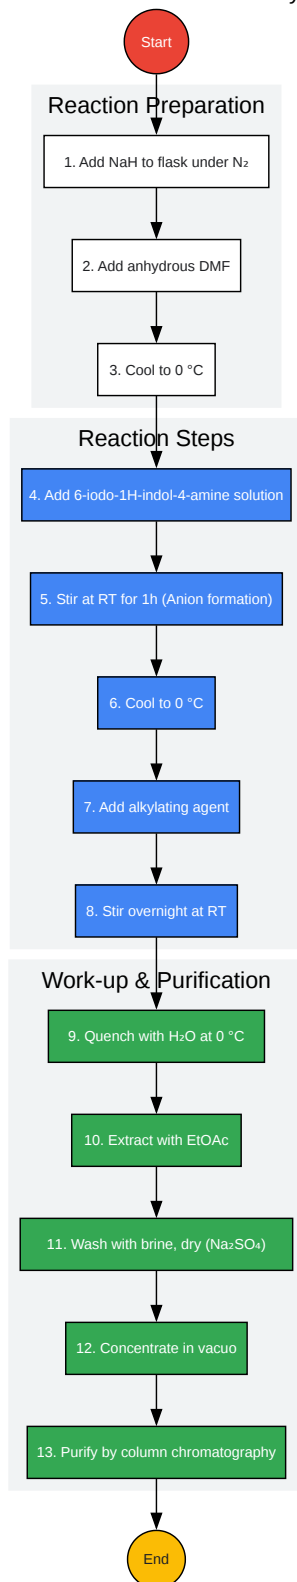 Start
Reaction Preparation
1. Add NaH to flask under N₂
2. Add anhydrous DMF
3. Cool to 0 °C
Reaction Steps
4. Add 6-iodo-1H-indol-4-amine solution
5. Stir at RT for 1h (Anion formation)
6. Cool to 0 °C
7. Add alkylating agent
8. Stir overnight at RT
Work-up & Purification
9. Quench with H₂O at 0 °C
10. Extract with EtOAc
11. Wash with brine, dry (Na₂SO₄)
12. Concentrate in vacuo
13. Purify by column chromatography
End